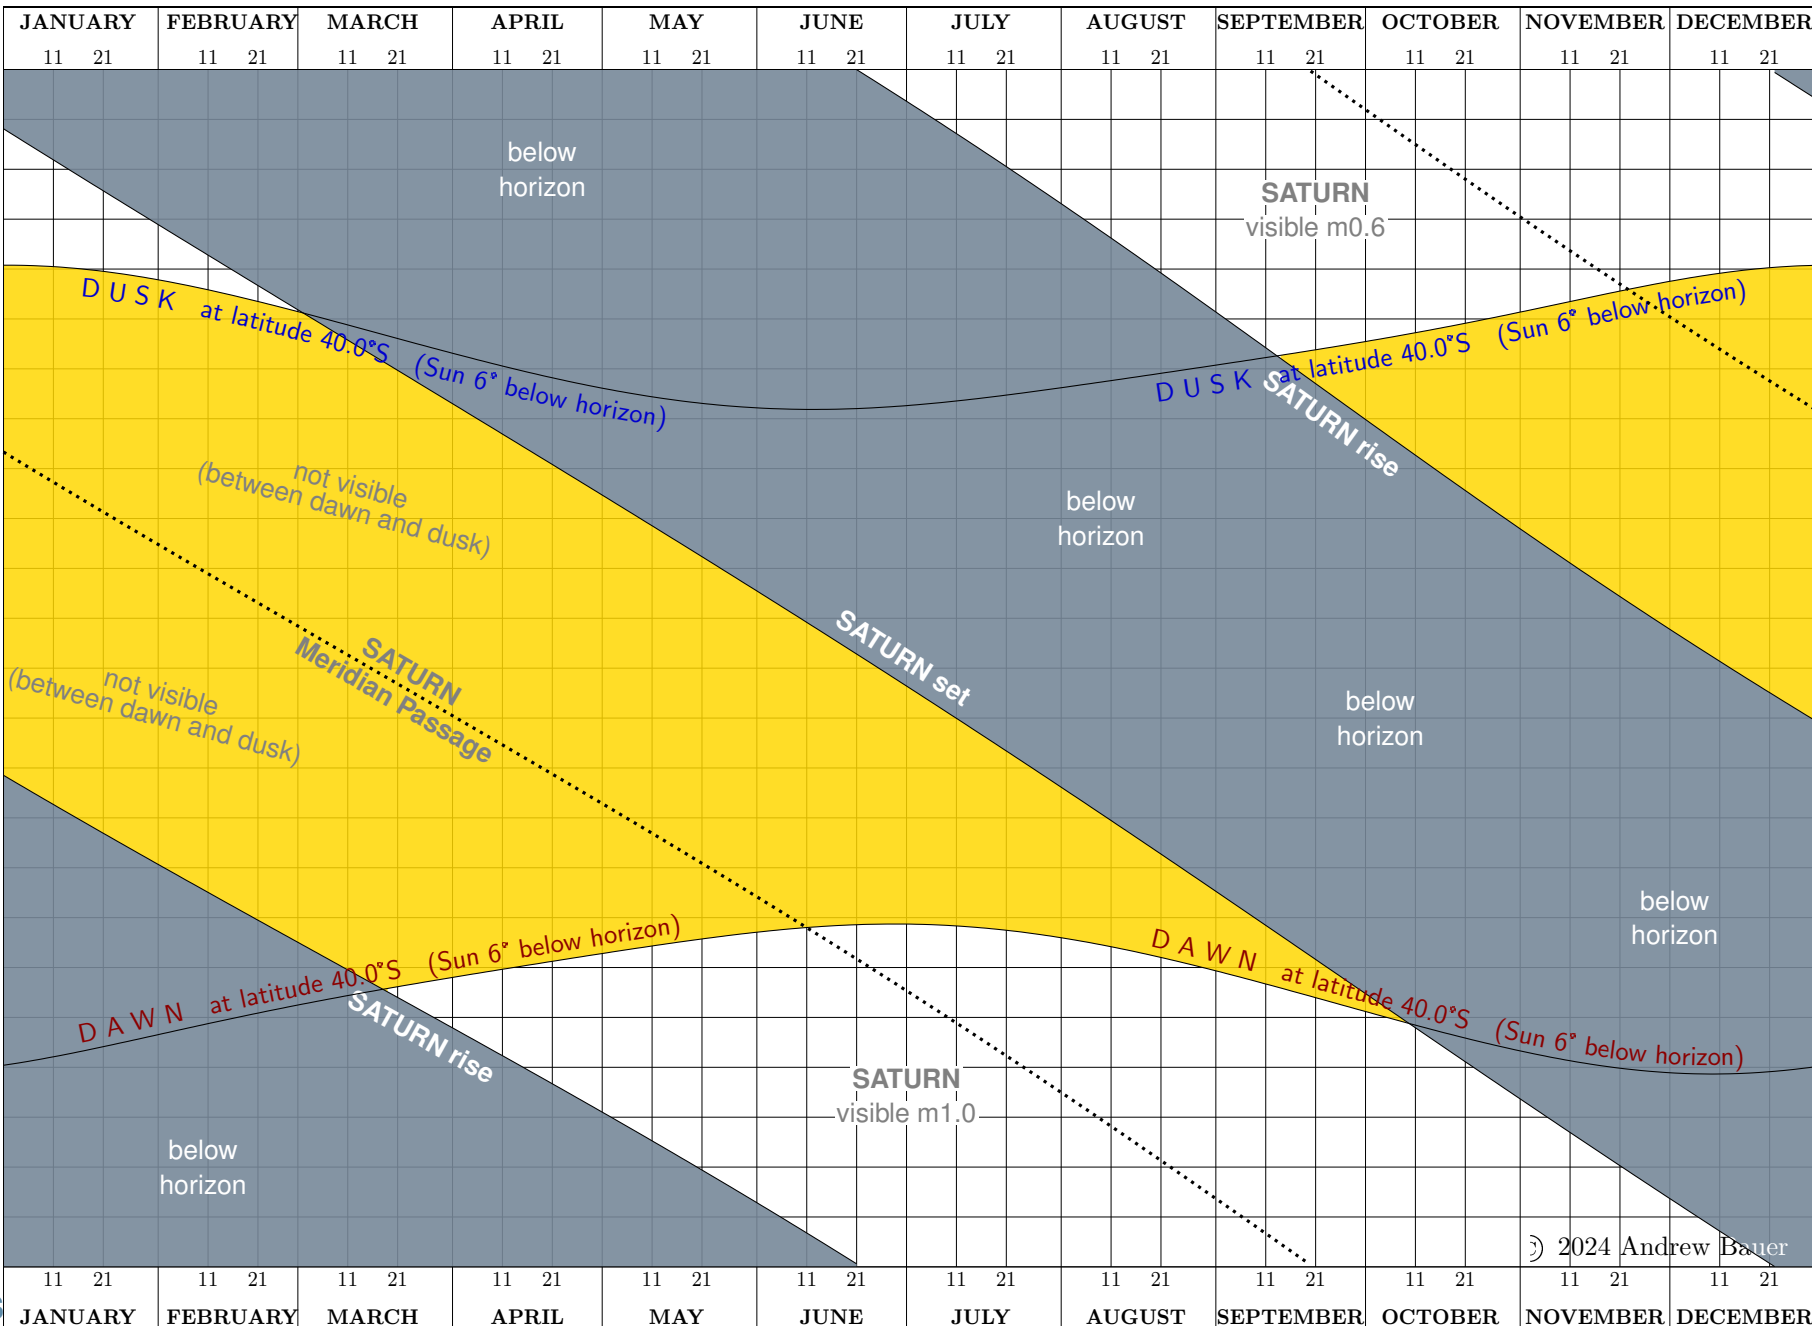 JANUARY FEBRUARY MARCH APRIL MAY JUNE JULY AUGUST SEPTEMBER OCTOBER NOVEMBER DECEMBER
11 21 11 21 11 21 11 21 11 21 11 21 11 21 11 21 11 21 11 21 11 21 11 21
below
horizon
SATURN
visible m0.6
DUSK at latitude 40.0°S (Sun 6° below horizon)
DUSK at latitude 40.0°S (Sun 6° below horizon)
SATURN rise
not visible
(between dawn and dusk)
below
horizon
SATURN set
SATURN
Meridian Passage
not visible
(between dawn and dusk)
below
horizon
below
horizon
DAWN at latitude 40.0°S (Sun 6° below horizon)
DAWN at latitude 40.0°S (Sun 6° below horizon)
SATURN rise
SATURN
visible m1.0
below
horizon
© 2024 Andrew Bauer
11 21 11 21 11 21 11 21 11 21 11 21 11 21 11 21 11 21 11 21 11 21 11 21
JANUARY FEBRUARY MARCH APRIL MAY JUNE JULY AUGUST SEPTEMBER OCTOBER NOVEMBER DECEMBER